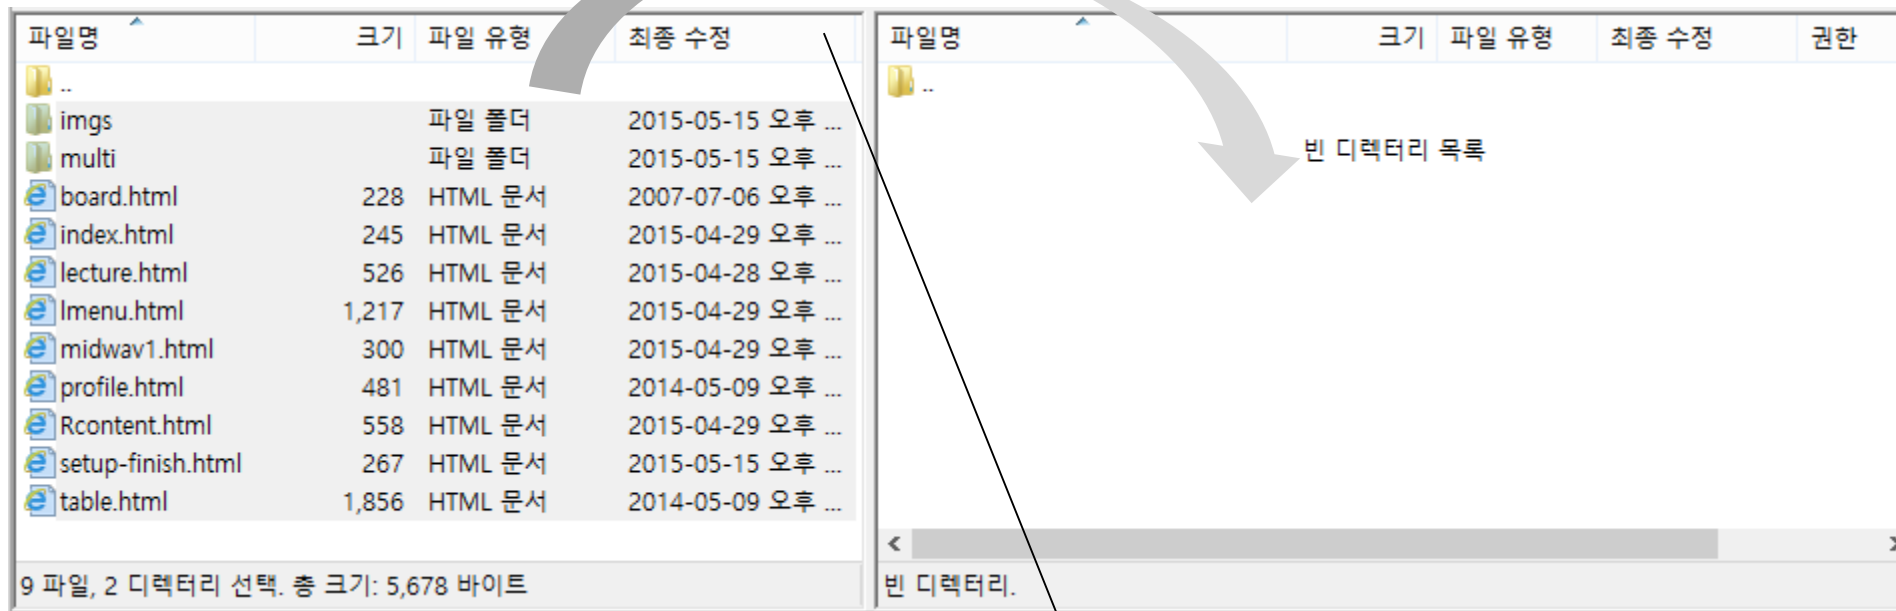 파일명 크기 파일 유형 최종 수정
..
imgs 파일 폴더 2015-05-15 오후 ...
multi 파일 폴더 2015-05-15 오후 ...
board.html 228 HTML 문서 2007-07-06 오후 ...
index.html 245 HTML 문서 2015-04-29 오후 ...
lecture.html 526 HTML 문서 2015-04-28 오후 ...
lmenu.html 1,217 HTML 문서 2015-04-29 오후 ...
midwav1.html 300 HTML 문서 2015-04-29 오후 ...
profile.html 481 HTML 문서 2014-05-09 오후 ...
Rcontent.html 558 HTML 문서 2015-04-29 오후 ...
setup-finish.html 267 HTML 문서 2015-05-15 오후 ...
table.html 1,856 HTML 문서 2014-05-09 오후 ...
9 파일, 2 디렉터리 선택. 총 크기: 5,678 바이트
파일명 크기 파일 유형 최종 수정 권한
..
빈 디렉터리 목록
빈 디렉터리.